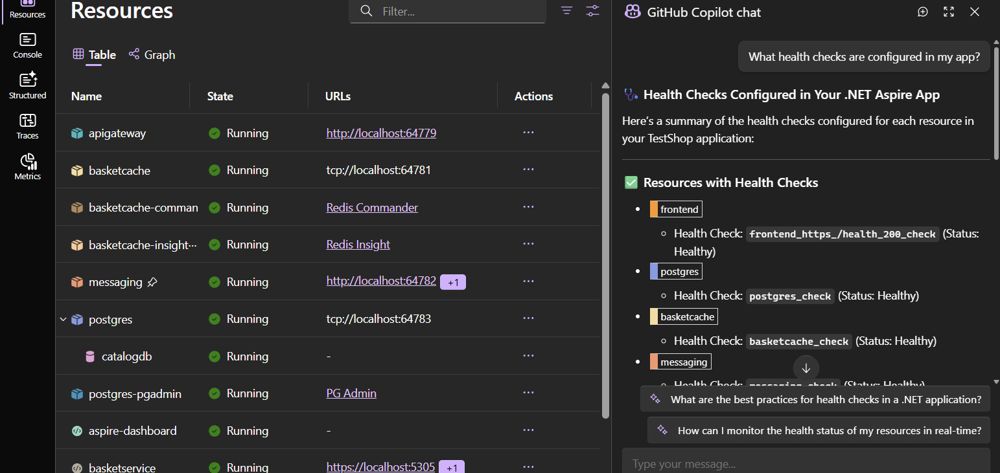 Resources
Console
Structured
Traces
Metrics
Resources
Filter...
Table
Graph
Name State URLs Actions
apigateway Running http://localhost:64779 ...
basketcache Running tcp://localhost:64781 ...
basketcache-comman Running Redis Commander ...
basketcache-insight... Running Redis Insight ...
messaging Running http://localhost:64782 +1 ...
postgres Running tcp://localhost:64783 ...
catalogdb Running - ...
postgres-pgadmin Running PG Admin ...
aspire-dashboard Running - ...
basketservice Running https://localhost:5305 +1 ...
GitHub Copilot chat
What health checks are configured in my app?
Health Checks Configured in Your .NET Aspire App
Here's a summary of the health checks configured for each resource in
your TestShop application:
Resources with Health Checks
frontend
Health Check: frontend_https_/health_200_check (Status:
Healthy)
postgres
Health Check: postgres_check (Status: Healthy)
basketcache
Health Check: basketcache_check (Status: Healthy)
messaging
Health Check: messaging_check (Status: Healthy)
What are the best practices for health checks in a .NET application?
How can I monitor the health status of my resources in real-time?
Type your message...